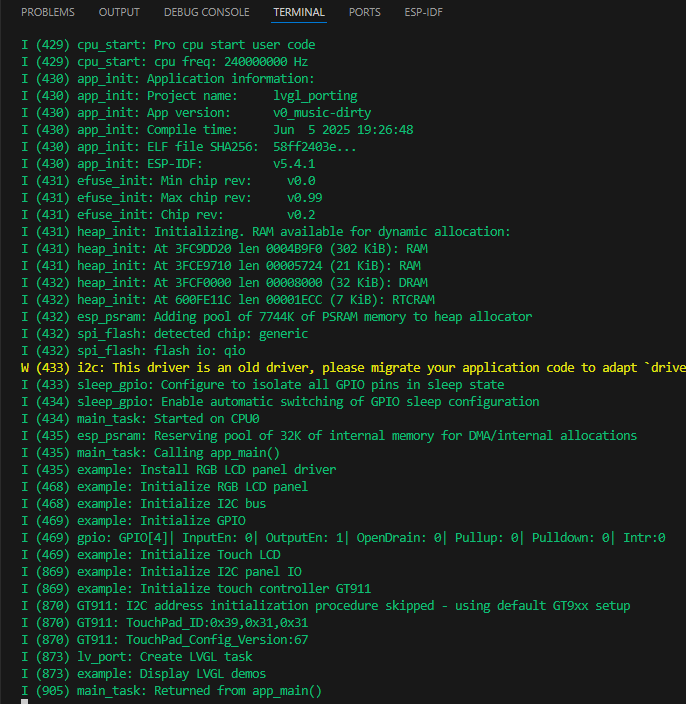 PROBLEMS OUTPUT DEBUG CONSOLE TERMINAL PORTS ESP-IDF
I (429) cpu_start: Pro cpu start user code
I (429) cpu_start: cpu freq: 240000000 Hz
I (430) app_init: Application information:
I (430) app_init: Project name:     lvgl_porting
I (430) app_init: App version:      v0_music-dirty
I (430) app_init: Compile time:     Jun  5 2025 19:26:48
I (430) app_init: ELF file SHA256:  58ff2403e...
I (430) app_init: ESP-IDF:          v5.4.1
I (431) efuse_init: Min chip rev:     v0.0
I (431) efuse_init: Max chip rev:     v0.99
I (431) efuse_init: Chip rev:         v0.2
I (431) heap_init: Initializing. RAM available for dynamic allocation:
I (431) heap_init: At 3FC9DD20 len 0004B9F0 (302 KiB): RAM
I (431) heap_init: At 3FCE9710 len 00005724 (21 KiB): RAM
I (432) heap_init: At 3FCF0000 len 00008000 (32 KiB): DRAM
I (432) heap_init: At 600FE11C len 00001ECC (7 KiB): RTCRAM
I (432) esp_psram: Adding pool of 7744K of PSRAM memory to heap allocator
I (432) spi_flash: detected chip: generic
I (432) spi_flash: flash io: qio
W (433) i2c: This driver is an old driver, please migrate your application code to adapt `drive
I (433) sleep_gpio: Configure to isolate all GPIO pins in sleep state
I (434) sleep_gpio: Enable automatic switching of GPIO sleep configuration
I (434) main_task: Started on CPU0
I (435) esp_psram: Reserving pool of 32K of internal memory for DMA/internal allocations
I (435) main_task: Calling app_main()
I (435) example: Install RGB LCD panel driver
I (468) example: Initialize RGB LCD panel
I (468) example: Initialize I2C bus
I (469) example: Initialize GPIO
I (469) gpio: GPIO[4]| InputEn: 0| OutputEn: 1| OpenDrain: 0| Pullup: 0| Pulldown: 0| Intr:0
I (469) example: Initialize Touch LCD
I (869) example: Initialize I2C panel IO
I (869) example: Initialize touch controller GT911
I (870) GT911: I2C address initialization procedure skipped - using default GT9xx setup
I (870) GT911: TouchPad_ID:0x39,0x31,0x31
I (870) GT911: TouchPad_Config_Version:67
I (873) lv_port: Create LVGL task
I (873) example: Display LVGL demos
I (905) main_task: Returned from app_main()